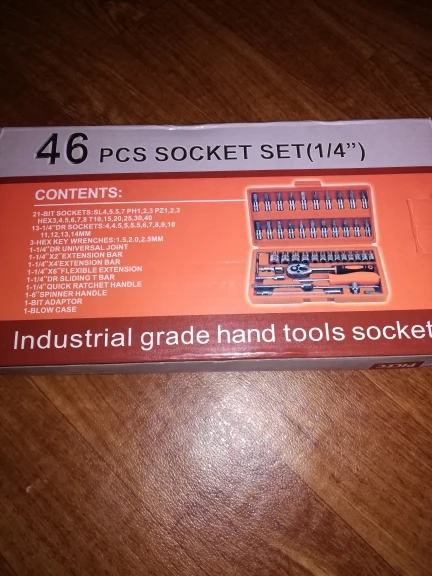 46 PCS SOCKET SET(1/4")
CONTENTS:
21-BIT SOCKETS:SL4,5.5,7 PH1,2,3 PZ1,2,3
HEX3,4,5,6,7,8 T10,15,20,25,30,40
13-1/4"DR SOCKETS:4,4.5,5,5.5,6,7,8,9,10
11,12,13,14MM
3-HEX KEY WRENCHES:1.5,2.0,2.5MM
1-1/4"DR UNIVERSAL JOINT
1-1/4"X2"EXTENSION BAR
1-1/4"X4"EXTENSION BAR
1-1/4"X6"FLEXIBLE EXTENSION
1-1/4"DR SLIDING T BAR
1-1/4"QUICK RATCHET HANDLE
1-6"SPINNER HANDLE
1-BIT ADAPTOR
1-BLOW CASE
Industrial grade hand tools socket